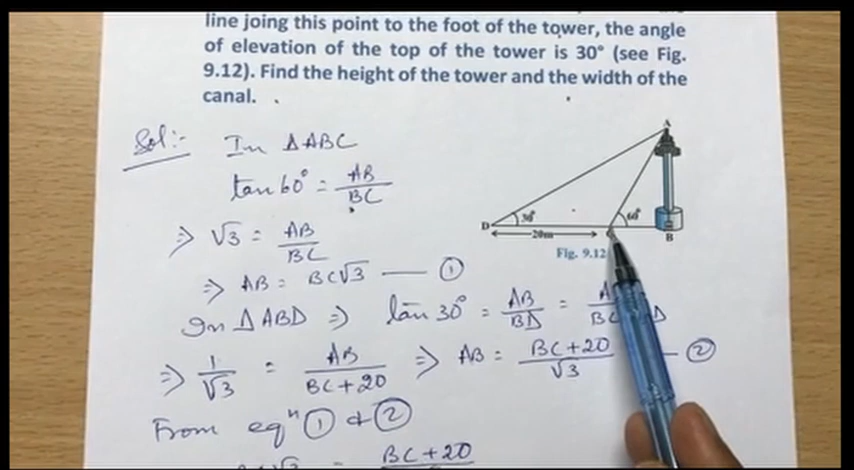 line joing this point to the foot of the tower, the angle
of elevation of the top of the tower is 30° (see Fig.
9.12). Find the height of the tower and the width of the
canal.
Sol:- In ΔABC
tan 60° = AB/BC
⇒ √3 = AB/BC
⇒ AB = BC√3 —— ①
In ΔABD ⇒ tan 30° = AB/BD =
⇒ 1/√3 = AB/(BC+20) ⇒ AB = (BC+20)/√3 — ②
From eqⁿ ① & ②
= BC+20
A
30°
60°
D
20m
B
Fig. 9.12